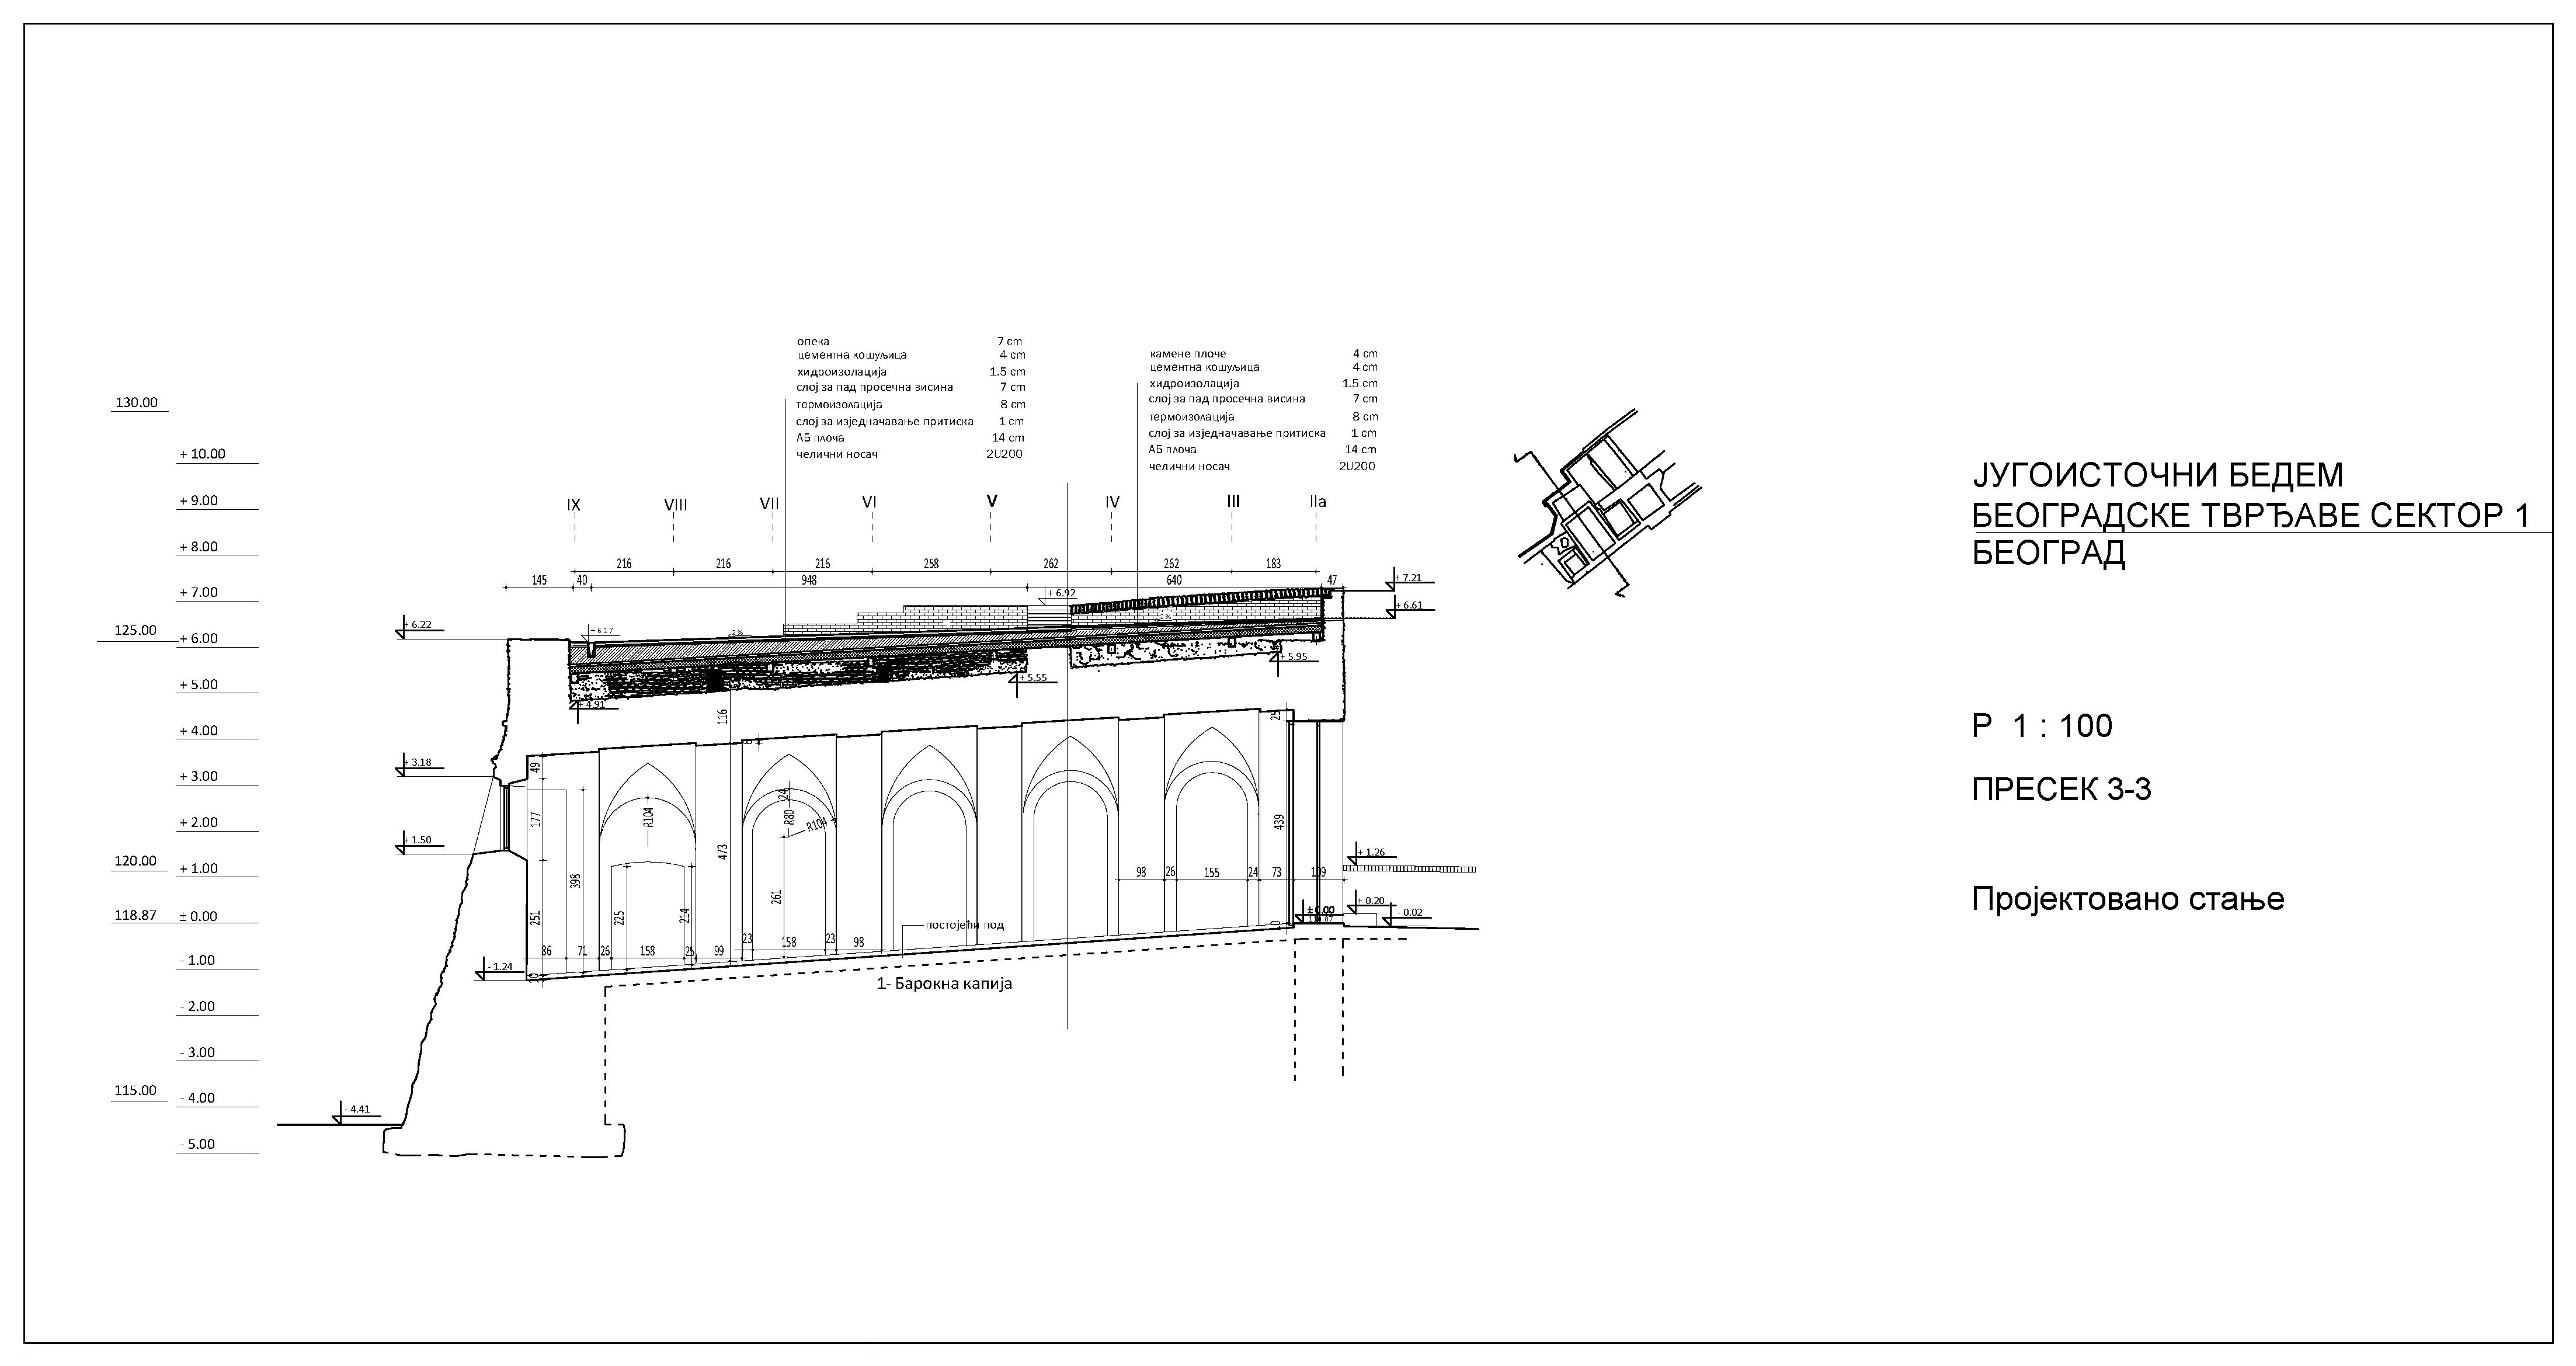 опека 7 cm
цементна кошуљица 4 cm
хидроизолација 1.5 cm
слој за пад просечна висина 7 cm
термоизолација 8 cm
слој за изједначавање притиска 1 cm
АБ плоча 14 cm
челични носач 2U200
камене плоче 4 cm
цементна кошуљица 4 cm
хидроизолација 1.5 cm
слој за пад просечна висина 7 cm
термоизолација 8 cm
слој за изједначавање притиска 1 cm
АБ плоча 14 cm
челични носач 2U200
130.00
125.00
120.00
118.87
115.00
+ 10.00
+ 9.00
+ 8.00
+ 7.00
+ 6.00
+ 5.00
+ 4.00
+ 3.00
+ 2.00
+ 1.00
± 0.00
- 1.00
- 2.00
- 3.00
- 4.00
- 5.00
IX VIII VII VI V IV III IIa
216 216 216 258 262 262 183
145 40 948 640 47
+ 7.21
+ 6.92
+ 6.61
+ 6.22
+ 6.17
2 %
2 %
+ 5.95
+ 5.55
+ 4.91
116
25
+ 3.18
49
24
R104
R80
R104
177
473
439
+ 1.50
+ 1.26
398
98 26 155 24 73 109
261
225
214
251
+ 0.20
± 0.00
118.87
- 0.02
10
постојећи под
86 71 26 158 25 99 23 158 23 98
- 1.24
10
1- Барокна капија
- 4.41
ЈУГОИСТОЧНИ БЕДЕМ
БЕОГРАДСКЕ ТВРЂАВЕ СЕКТОР 1
БЕОГРАД
Р 1 : 100
ПРЕСЕК 3-3
Пројектовано стање